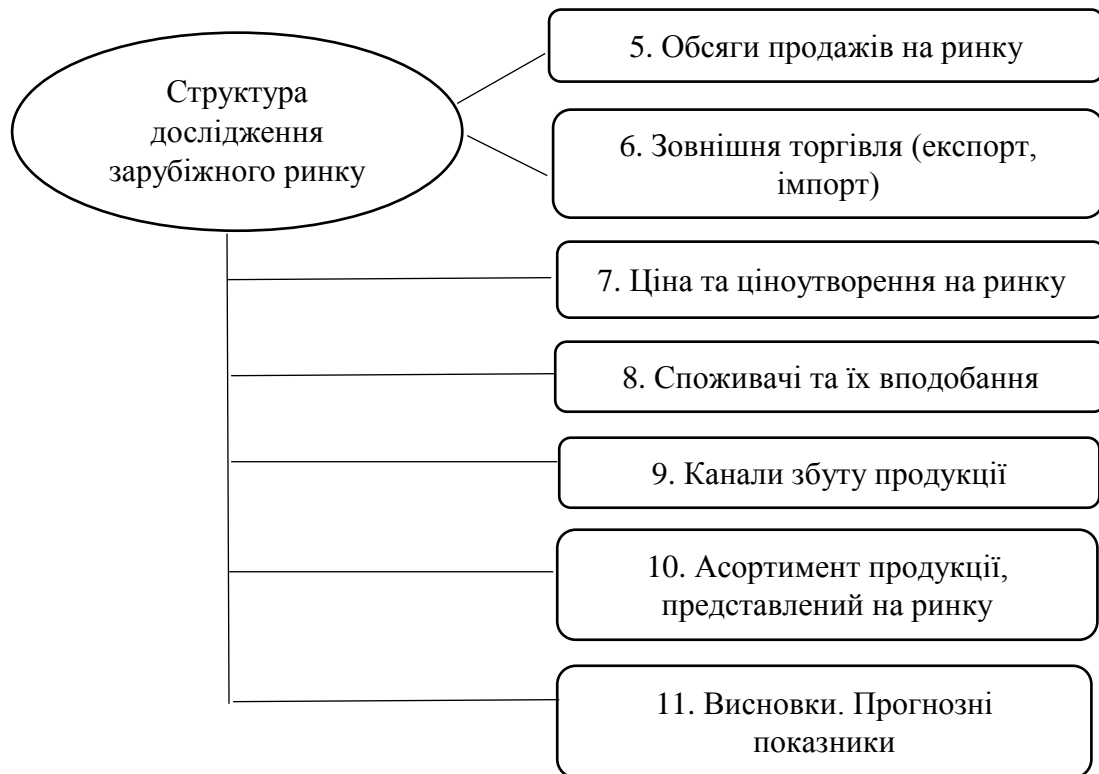 Структура
дослідження
зарубіжного ринку
5. Обсяги продажів на ринку
6. Зовнішня торгівля (експорт,
імпорт)
7. Ціна та ціноутворення на ринку
8. Споживачі та їх вподобання
9. Канали збуту продукції
10. Асортимент продукції,
представлений на ринку
11. Висновки. Прогнозні
показники